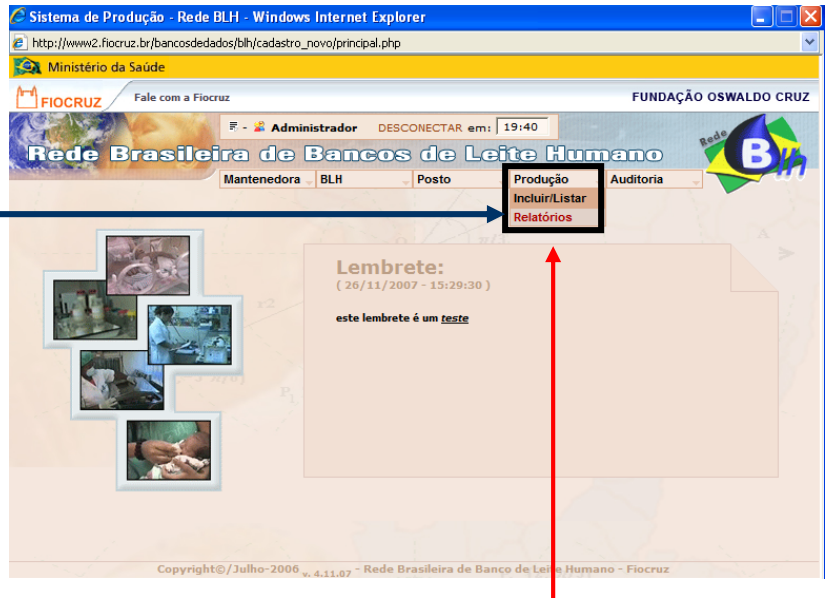 Sistema de Produção - Rede BLH - Windows Internet Explorer
http://www2.fiocruz.br/bancosdedados/blh/cadastro_novo/principal.php
Ministério da Saúde
FIOCRUZ Fale com a Fiocruz FUNDAÇÃO OSWALDO CRUZ
- Administrador DESCONECTAR em: 19:40
Rede Brasileira de Bancos de Leite Humano
Rede Blh
Mantenedora BLH Posto Produção Auditoria
Incluir/Listar
Relatórios
Lembrete:
( 26/11/2007 - 15:29:30 )
este lembrete é um teste
Copyright©/Julho-2006 v. 4.11.07 - Rede Brasileira de Banco de Leite Humano - Fiocruz